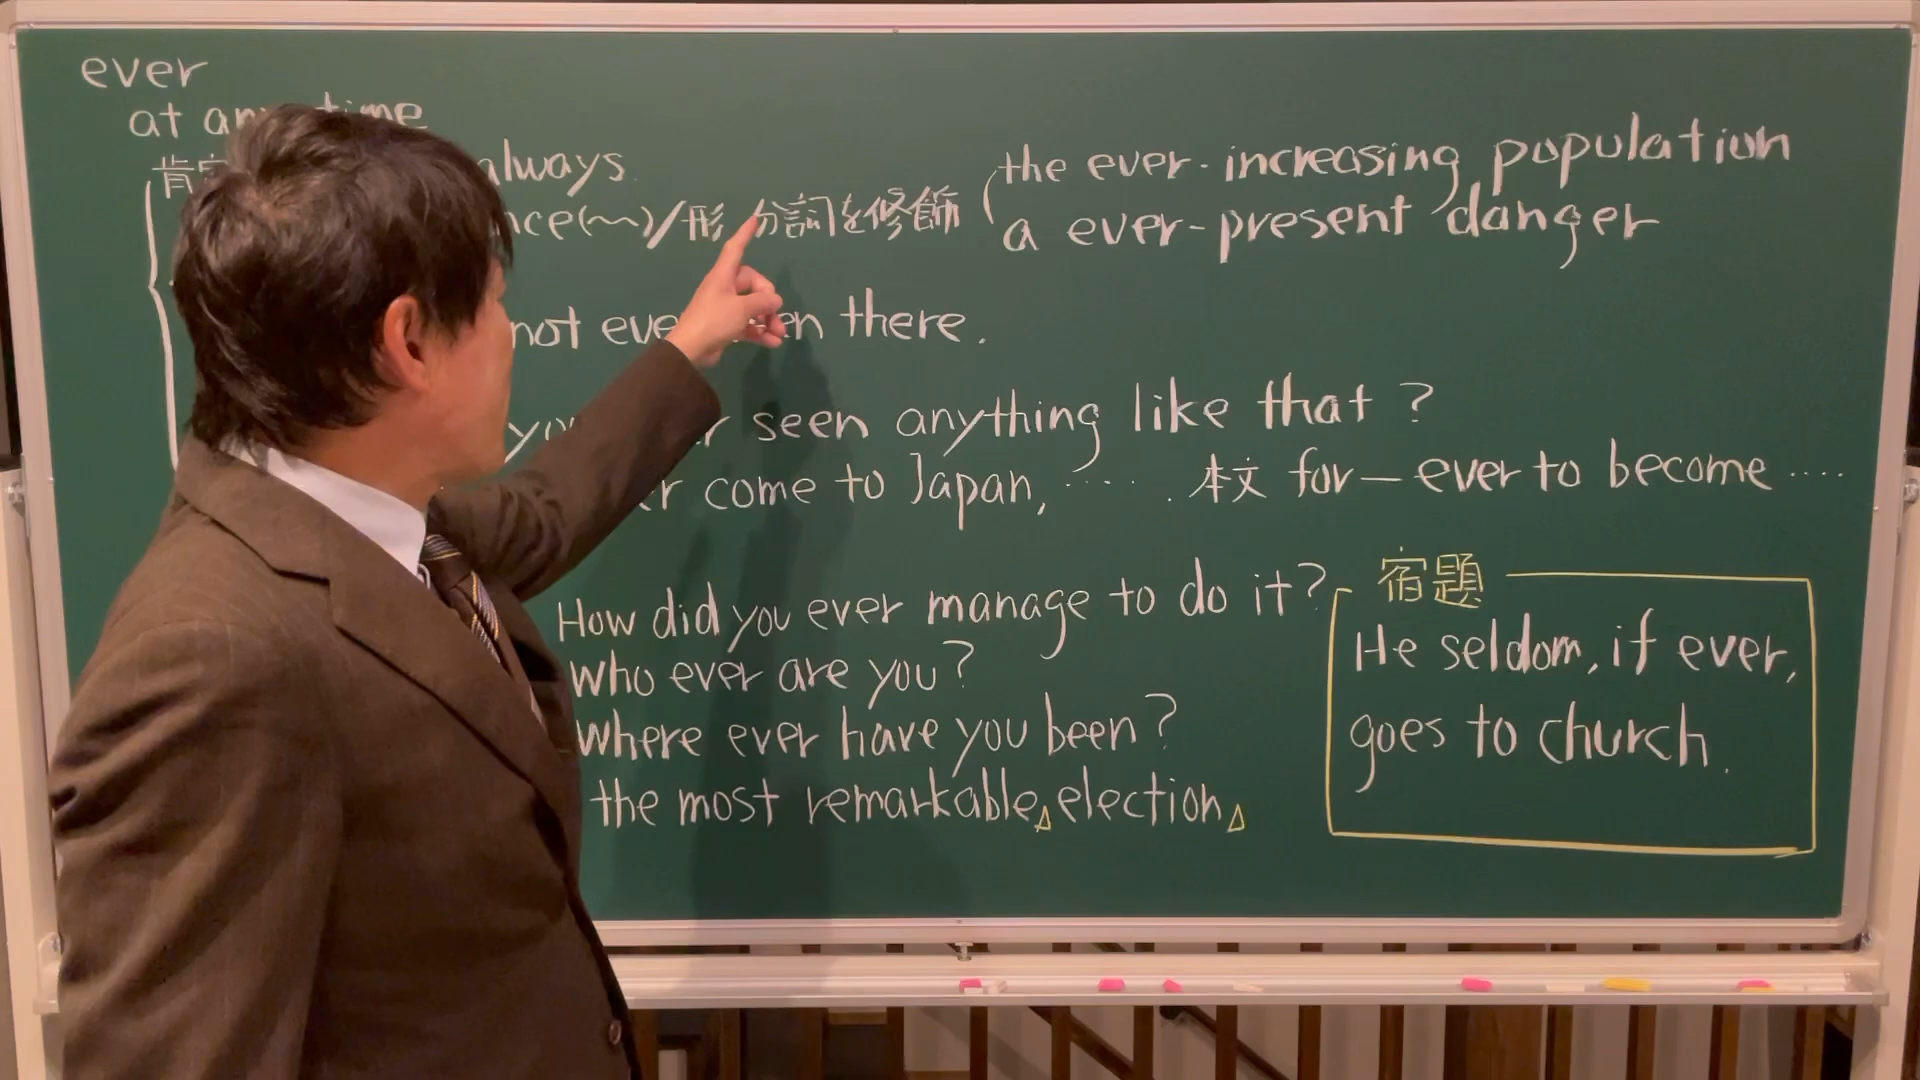 ever
at time
always
/形 分詞を修飾
the ever-increasing population
a ever-present danger
not there.
seen anything like that?
come to Japan, ..... 本文 for—ever to become ....
How did you ever manage to do it?
Who ever are you?
Where ever have you been?
the most remarkable△election△
宿題
He seldom, if ever,
goes to church.